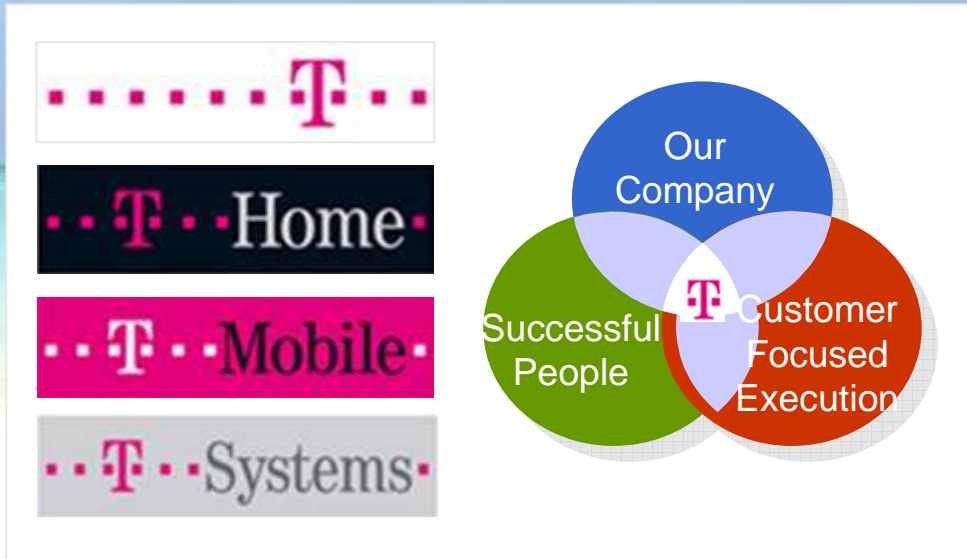 T
T Home
T Mobile
T Systems
Our
Company
Successful
People
T
Customer
Focused
Execution